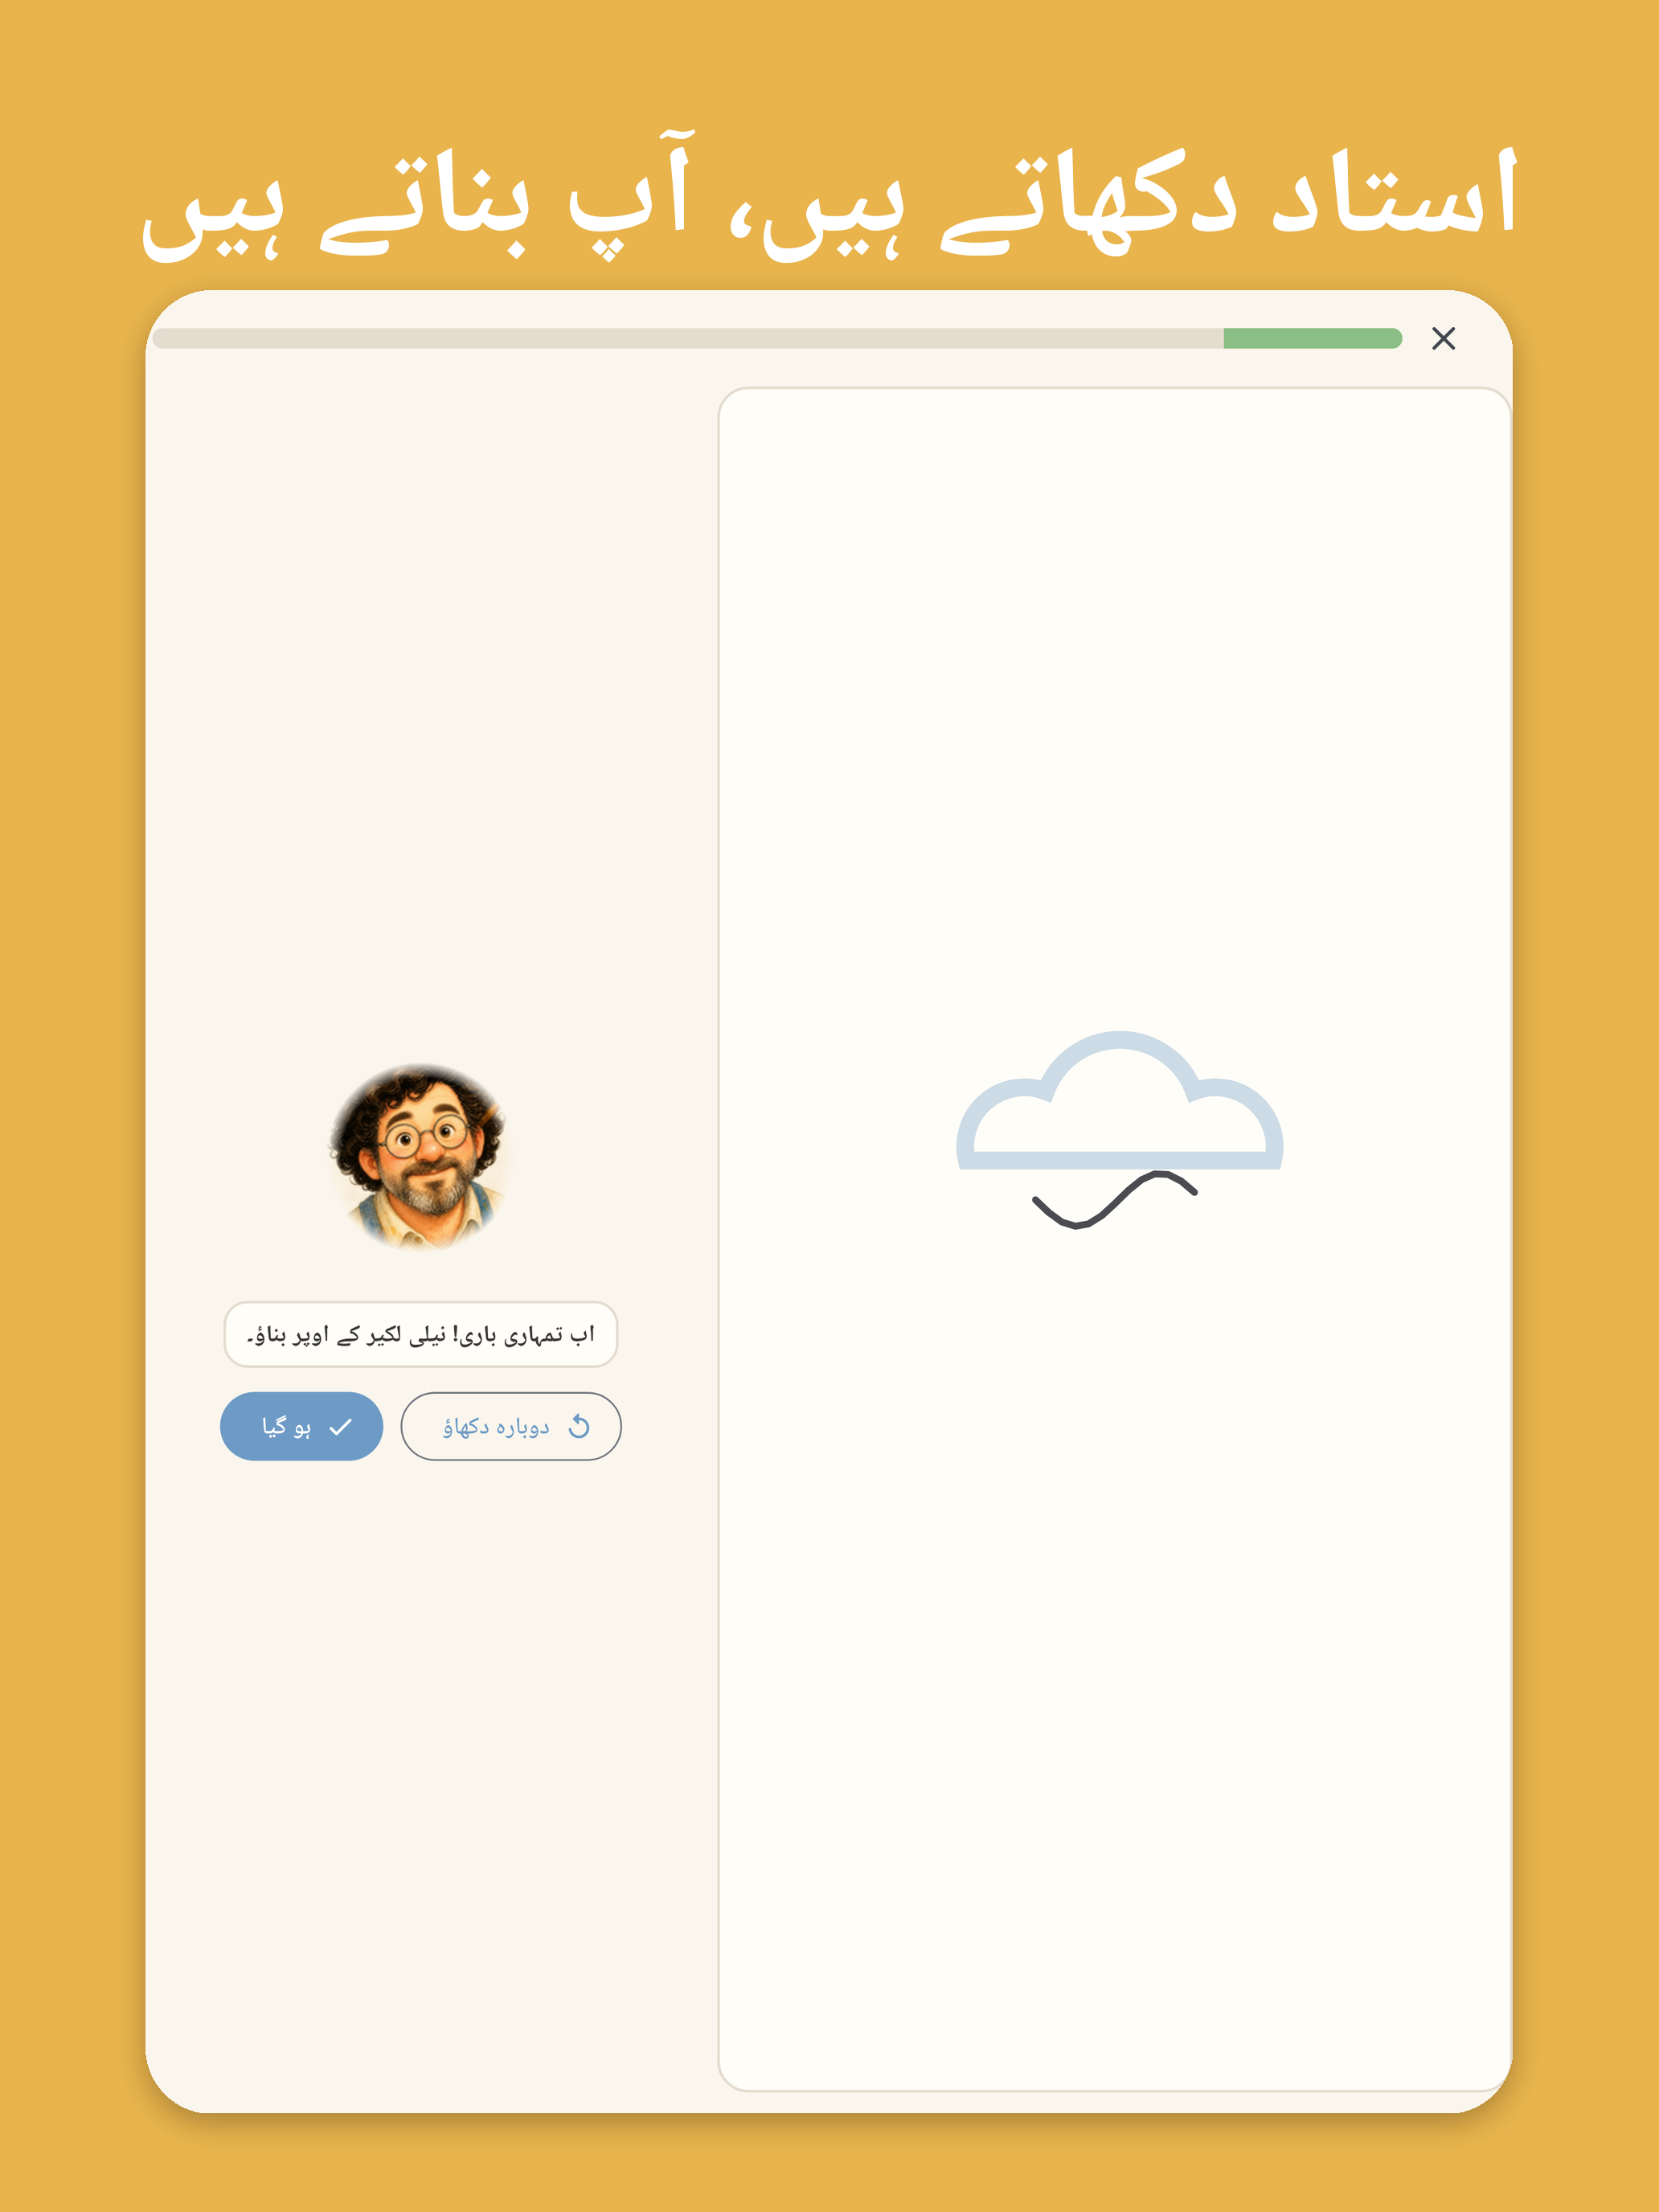 استاد دکھاتے ہیں، آپ بناتے ہیں
اب تمہاری باری! نیلی لکیر کے اوپر بناؤ۔
دوبارہ دکھاؤ
ہو گیا